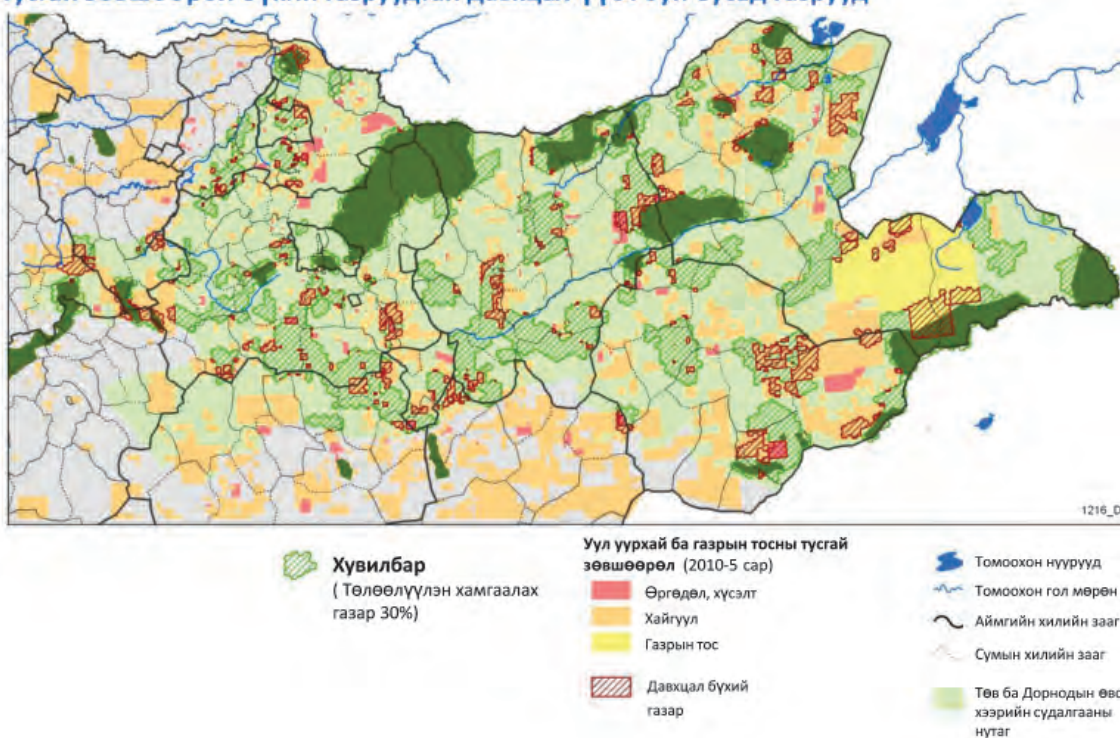 1216_D
Хувилбар
( Төлөөлүүлэн хамгаалах
газар 30%)
Уул уурхай ба газрын тосны тусгай
зөвшөөрөл (2010-5 сар)
Өргөдөл, хүсэлт
Хайгуул
Газрын тос
Давхцал бүхий
газар
Томоохон нуурууд
Томоохон гол мөрөн
Аймгийн хилийн зааг
Сумын хилийн зааг
Төв ба Дорнодын өвс
хээрийн судалгааны
нутаг